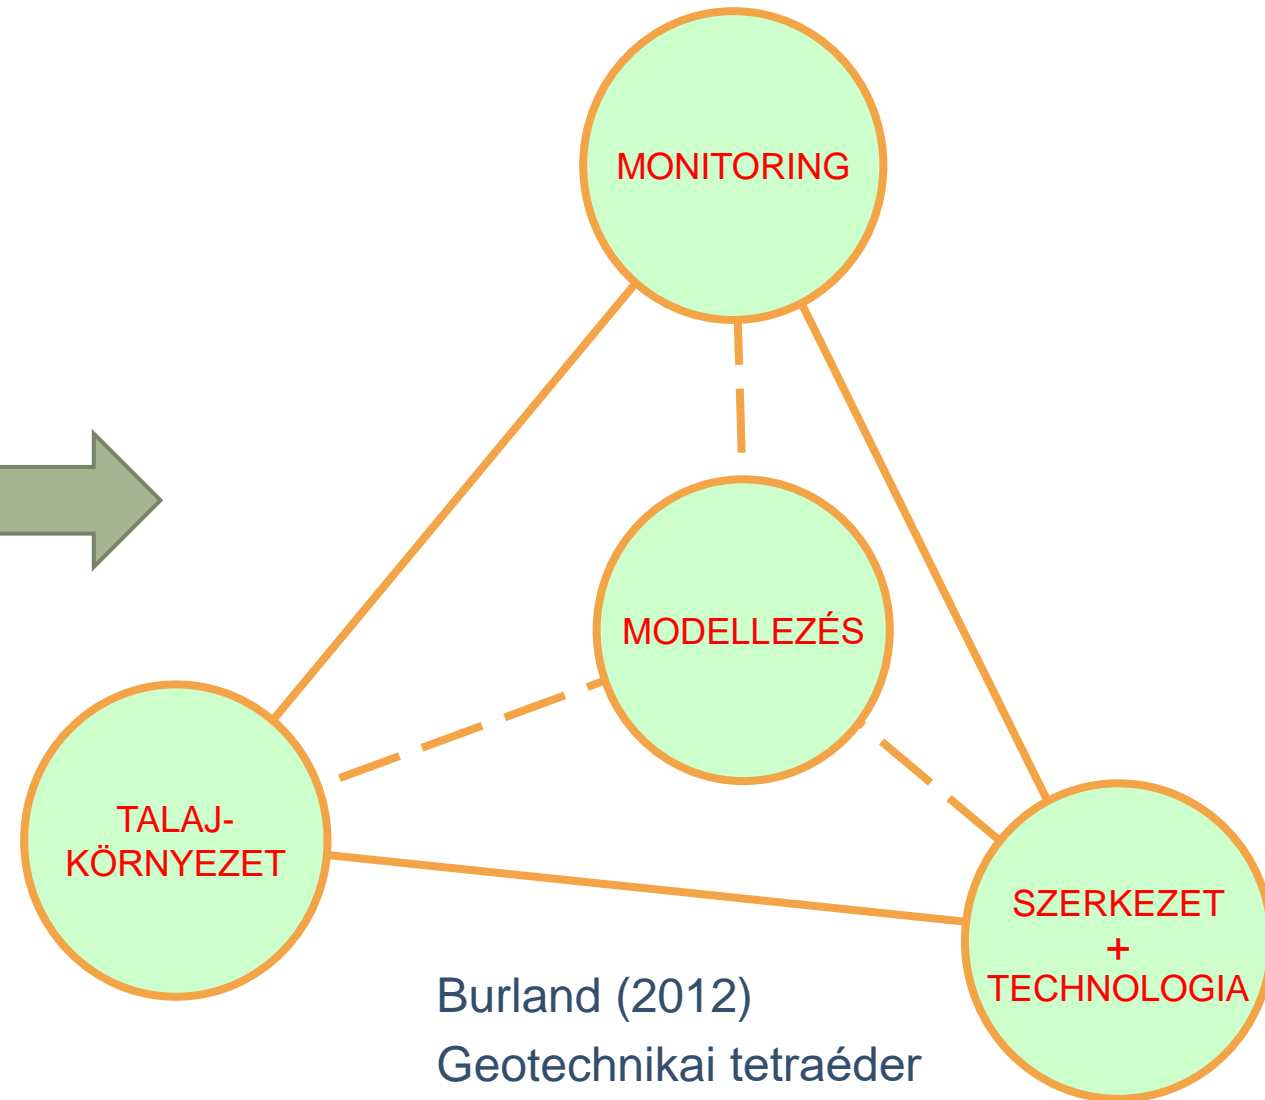 MONITORING
MODELLEZÉS
TALAJ-
KÖRNYEZET
SZERKEZET
+
TECHNOLOGIA
Burland (2012)
Geotechnikai tetraéder